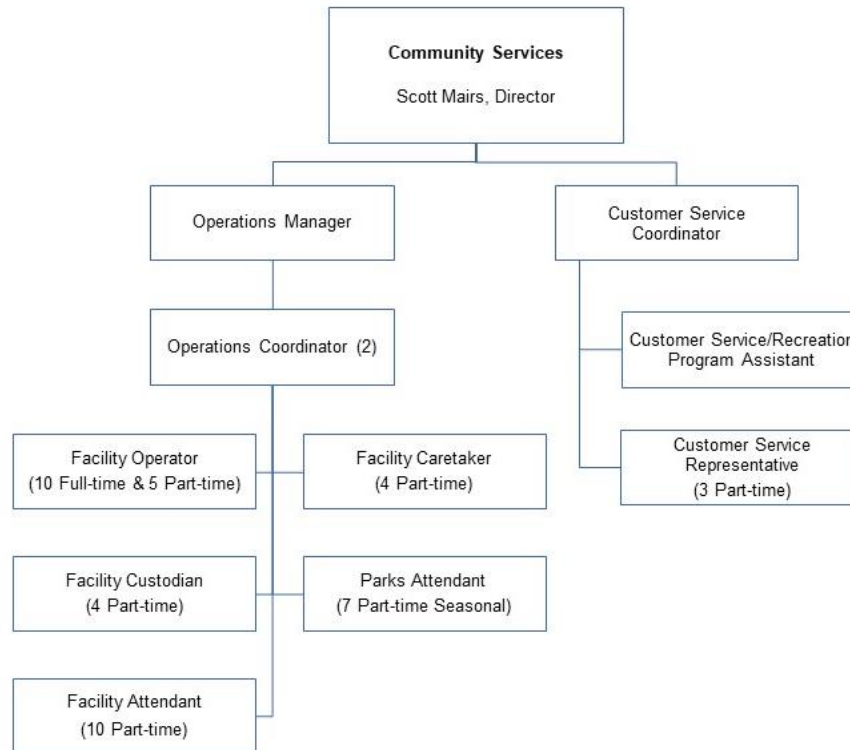 Community Services
Scott Mairs, Director
Operations Manager
Customer Service
Coordinator
Operations Coordinator (2)
Customer Service/Recreation
Program Assistant
Facility Operator
(10 Full-time & 5 Part-time)
Facility Caretaker
(4 Part-time)
Customer Service
Representative
(3 Part-time)
Facility Custodian
(4 Part-time)
Parks Attendant
(7 Part-time Seasonal)
Facility Attendant
(10 Part-time)